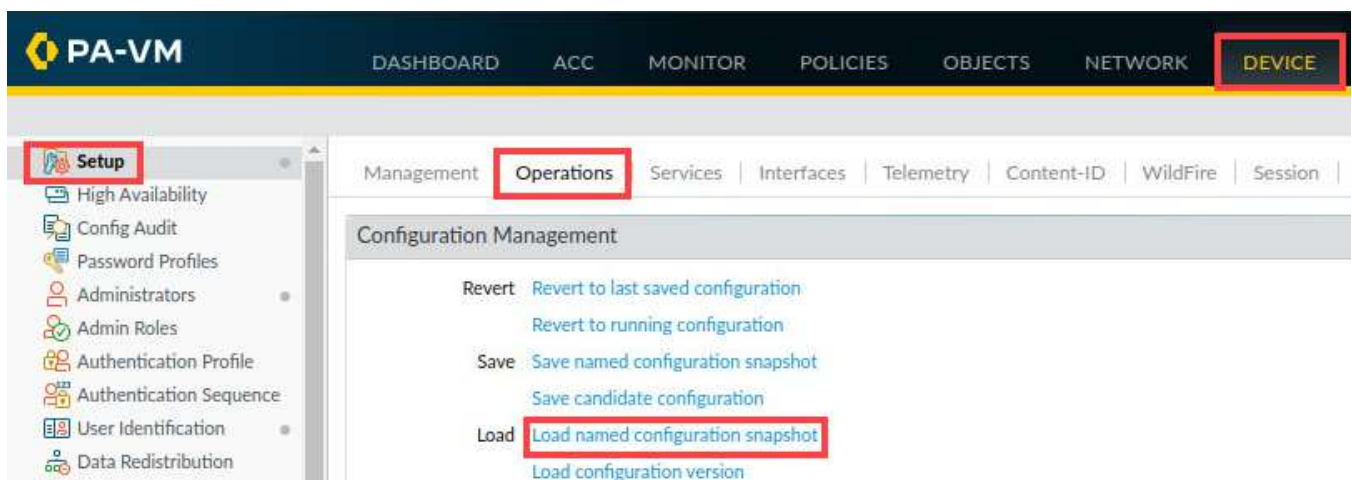 PA-VM
DASHBOARD ACC MONITOR POLICIES OBJECTS NETWORK DEVICE
Setup
High Availability
Config Audit
Password Profiles
Administrators
Admin Roles
Authentication Profile
Authentication Sequence
User Identification
Data Redistribution
Management | Operations | Services | Interfaces | Telemetry | Content-ID | WildFire | Session |
Configuration Management
Revert Revert to last saved configuration
Revert to running configuration
Save Save named configuration snapshot
Save candidate configuration
Load Load named configuration snapshot
Load configuration version